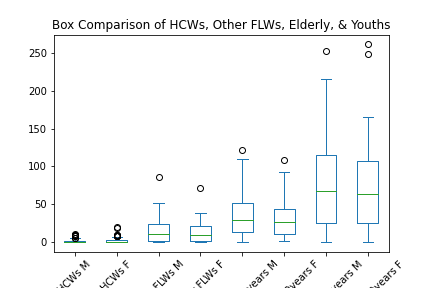 Box Comparison of HCWs, Other FLWs, Elderly, & Youths
250
200
150
100
50
0
HCWs M
HCWs F
FLWs M
FLWs F
years M
years F
years M
years F